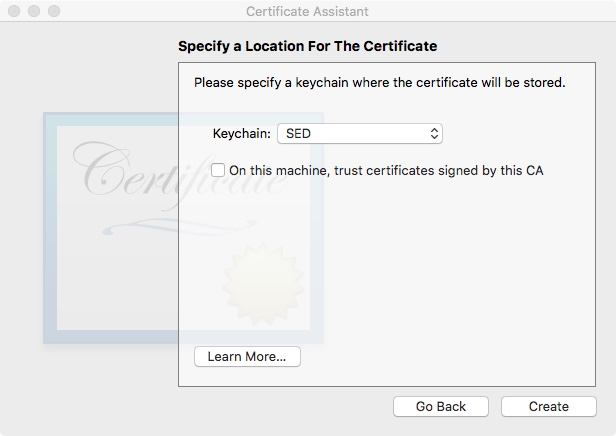 Certificate Assistant
Specify a Location For The Certificate
Please specify a keychain where the certificate will be stored.
Keychain: SED
On this machine, trust certificates signed by this CA
Certificate
Learn More...
Go Back Create